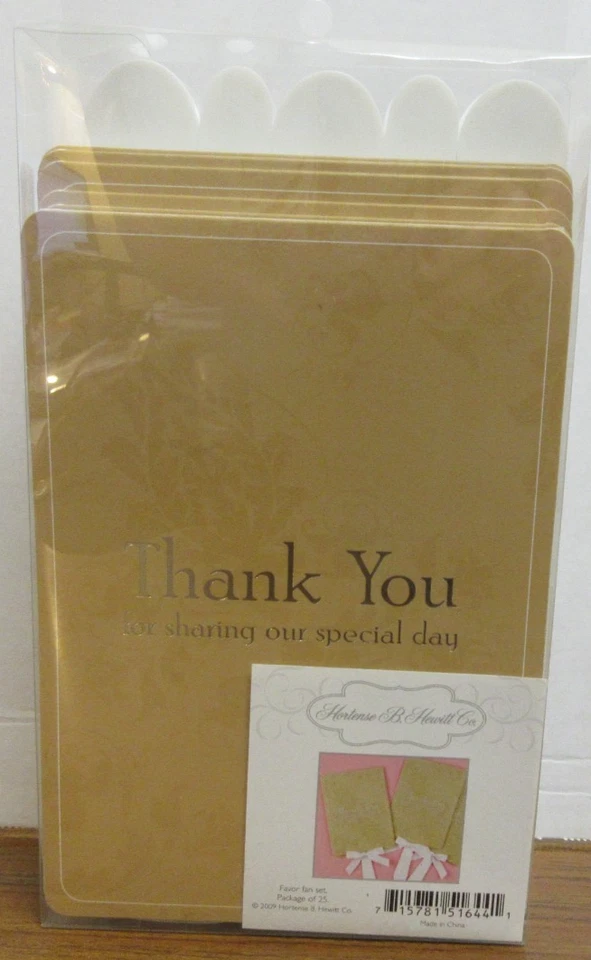 Thank You
for sharing our special day
Hortense B. Hewitt Co.
Favor fan set.
Package of 25.
© 2009 Hortense B. Hewitt Co.
7 15781 51644 1
Made in China